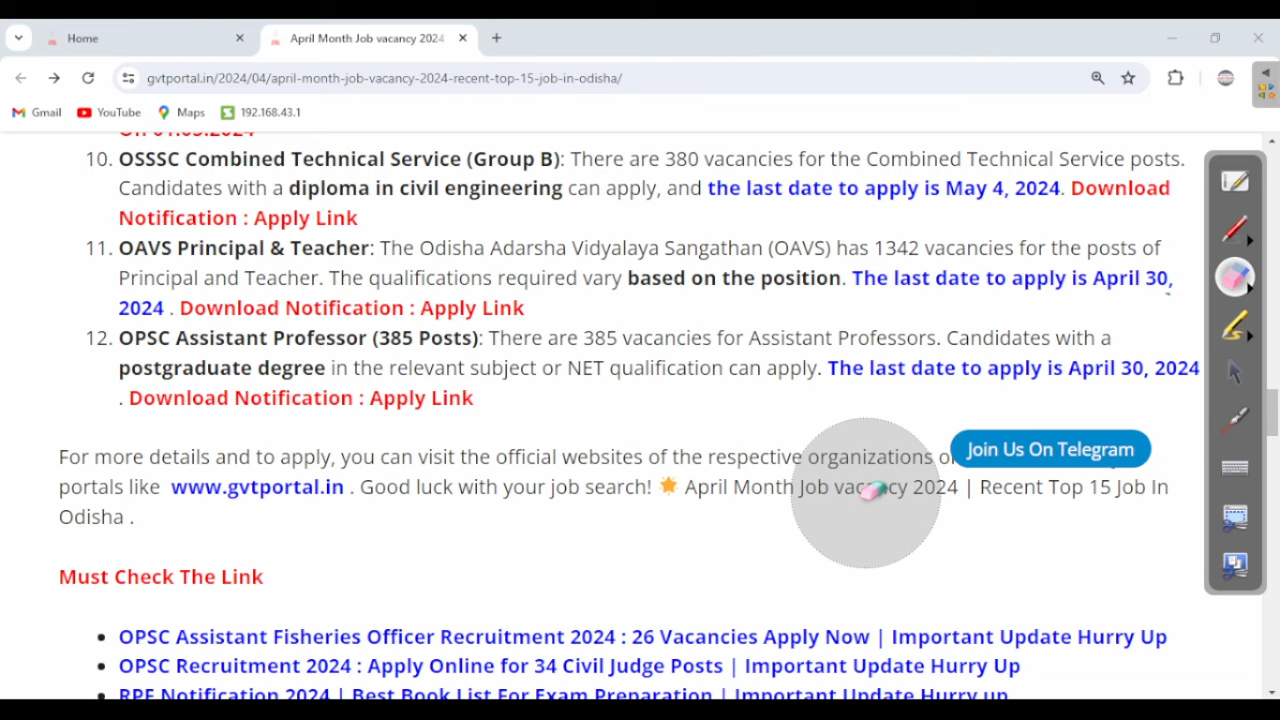 Home
April Month Job vacancy 2024
gvtportal.in/2024/04/april-month-job-vacancy-2024-recent-top-15-job-in-odisha/
Gmail YouTube Maps 192.168.43.1
On 01.05.2024
10. OSSSC Combined Technical Service (Group B): There are 380 vacancies for the Combined Technical Service posts.
Candidates with a diploma in civil engineering can apply, and the last date to apply is May 4, 2024. Download
Notification : Apply Link
11. OAVS Principal & Teacher: The Odisha Adarsha Vidyalaya Sangathan (OAVS) has 1342 vacancies for the posts of
Principal and Teacher. The qualifications required vary based on the position. The last date to apply is April 30,
2024 . Download Notification : Apply Link
12. OPSC Assistant Professor (385 Posts): There are 385 vacancies for Assistant Professors. Candidates with a
postgraduate degree in the relevant subject or NET qualification can apply. The last date to apply is April 30, 2024
. Download Notification : Apply Link
For more details and to apply, you can visit the official websites of the respective organizations
Join Us On Telegram
portals like www.gvtportal.in . Good luck with your job search! April Month Job vacancy 2024 | Recent Top 15 Job In
Odisha .
Must Check The Link
• OPSC Assistant Fisheries Officer Recruitment 2024 : 26 Vacancies Apply Now | Important Update Hurry Up
• OPSC Recruitment 2024 : Apply Online for 34 Civil Judge Posts | Important Update Hurry Up
• RPF Notification 2024 | Best Book List For Exam Preparation | Important Update Hurry up